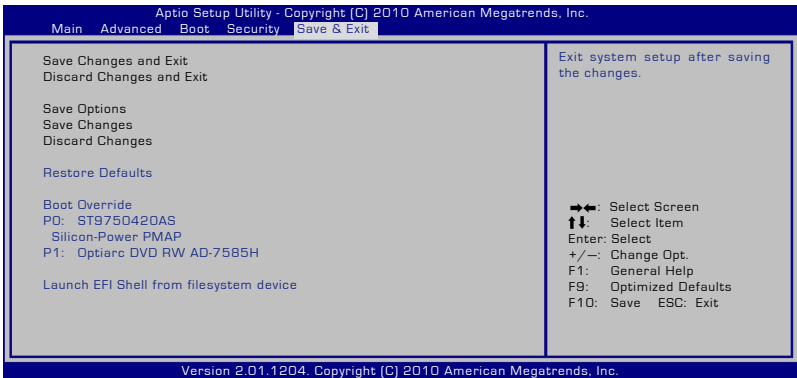 Aptio Setup Utility - Copyright (C) 2010 American Megatrends, Inc.
Main Advanced Boot Security Save & Exit
Save Changes and Exit
Discard Changes and Exit
Save Options
Save Changes
Discard Changes
Restore Defaults
Boot Override
P0: ST9750420AS
Silicon-Power PMAP
P1: Optiarc DVD RW AD-7585H
Launch EFI Shell from filesystem device
Exit system setup after saving
the changes.
➡⬅: Select Screen
⬆⬇: Select Item
Enter: Select
+/—: Change Opt.
F1: General Help
F9: Optimized Defaults
F10: Save ESC: Exit
Version 2.01.1204. Copyright (C) 2010 American Megatrends, Inc.